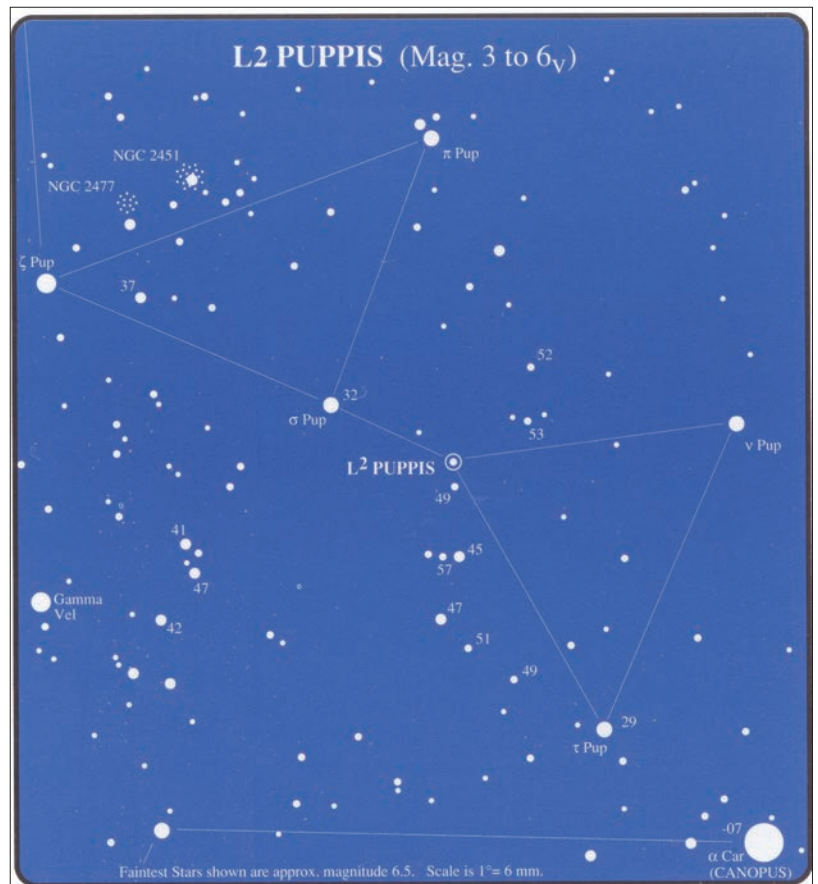 L2 PUPPIS (Mag. 3 to 6v)
π Pup
NGC 2451
NGC 2477
ζ Pup
37
52
32
σ Pup
53
ν Pup
L² PUPPIS
49
41
45
57
47
Gamma
Vel
47
42
51
49
29
τ Pup
-07
α Car
(CANOPUS)
Faintest Stars shown are approx. magnitude 6.5. Scale is 1°= 6 mm.